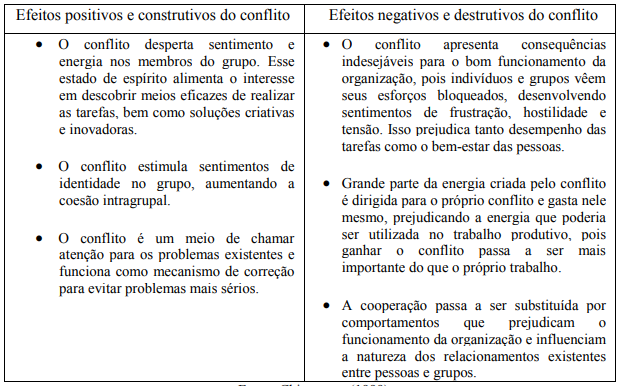 Efeitos positivos e construtivos do conflito
• O conflito desperta sentimento e
energia nos membros do grupo. Esse
estado de espírito alimenta o interesse
em descobrir meios eficazes de realizar
as tarefas, bem como soluções criativas
e inovadoras.
• O conflito estimula sentimentos de
identidade no grupo, aumentando a
coesão intragrupal.
• O conflito é um meio de chamar
atenção para os problemas existentes e
funciona como mecanismo de correção
para evitar problemas mais sérios.
Efeitos negativos e destrutivos do conflito
• O conflito apresenta consequências
indesejáveis para o bom funcionamento da
organização, pois indivíduos e grupos vêem
seus esforços bloqueados, desenvolvendo
sentimentos de frustração, hostilidade e
tensão. Isso prejudica tanto desempenho das
tarefas como o bem-estar das pessoas.
• Grande parte da energia criada pelo conflito
é dirigida para o próprio conflito e gasta nele
mesmo, prejudicando a energia que poderia
ser utilizada no trabalho produtivo, pois
ganhar o conflito passa a ser mais
importante do que o próprio trabalho.
• A cooperação passa a ser substituída por
comportamentos que prejudicam o
funcionamento da organização e influenciam
a natureza dos relacionamentos existentes
entre pessoas e grupos.